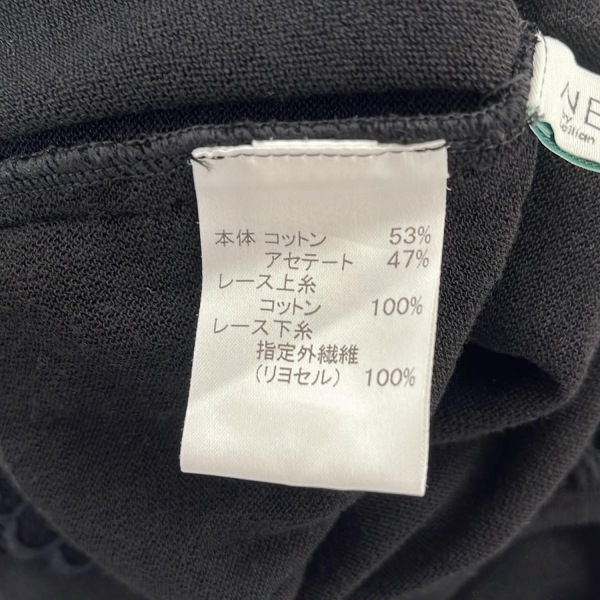 本体 コットン 53%
アセテート 47%
レース上糸
コットン 100%
レース下糸
指定外繊維
(リヨセル) 100%
NE
by